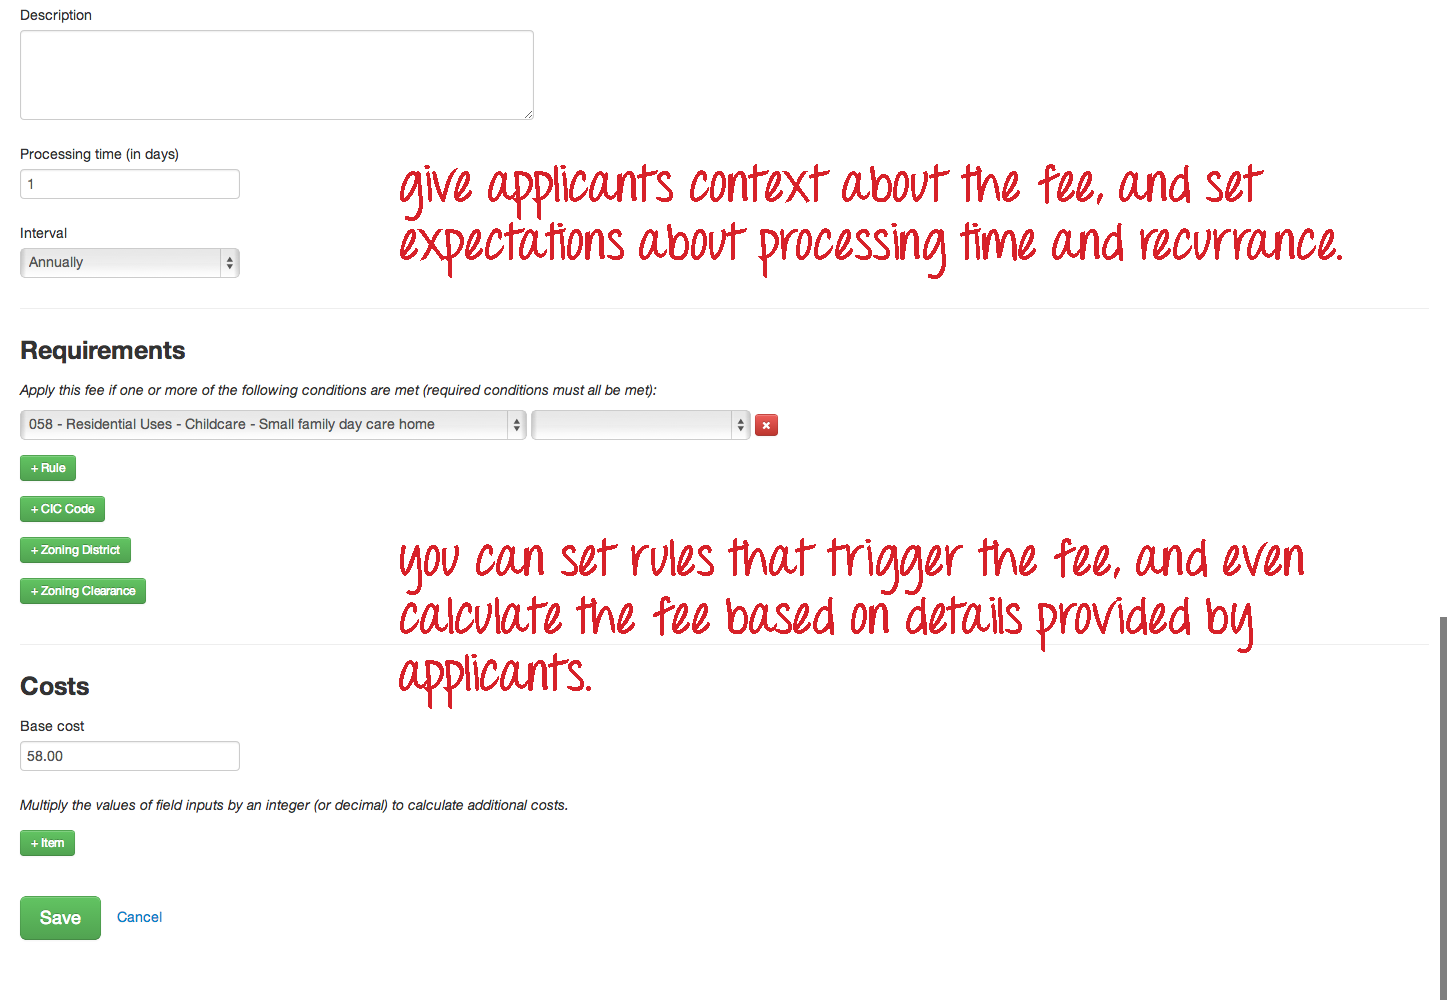 Description
Processing time (in days)
1
give applicants context about the fee, and set
expectations about processing time and recurrance.
Interval
Annually
Requirements
Apply this fee if one or more of the following conditions are met (required conditions must all be met):
058 - Residential Uses - Childcare - Small family day care home
+ Rule
+ CIC Code
+ Zoning District
+ Zoning Clearance
you can set rules that trigger the fee, and even
calculate the fee based on details provided by
applicants.
Costs
Base cost
58.00
Multiply the values of field inputs by an integer (or decimal) to calculate additional costs.
+ Item
Save Cancel